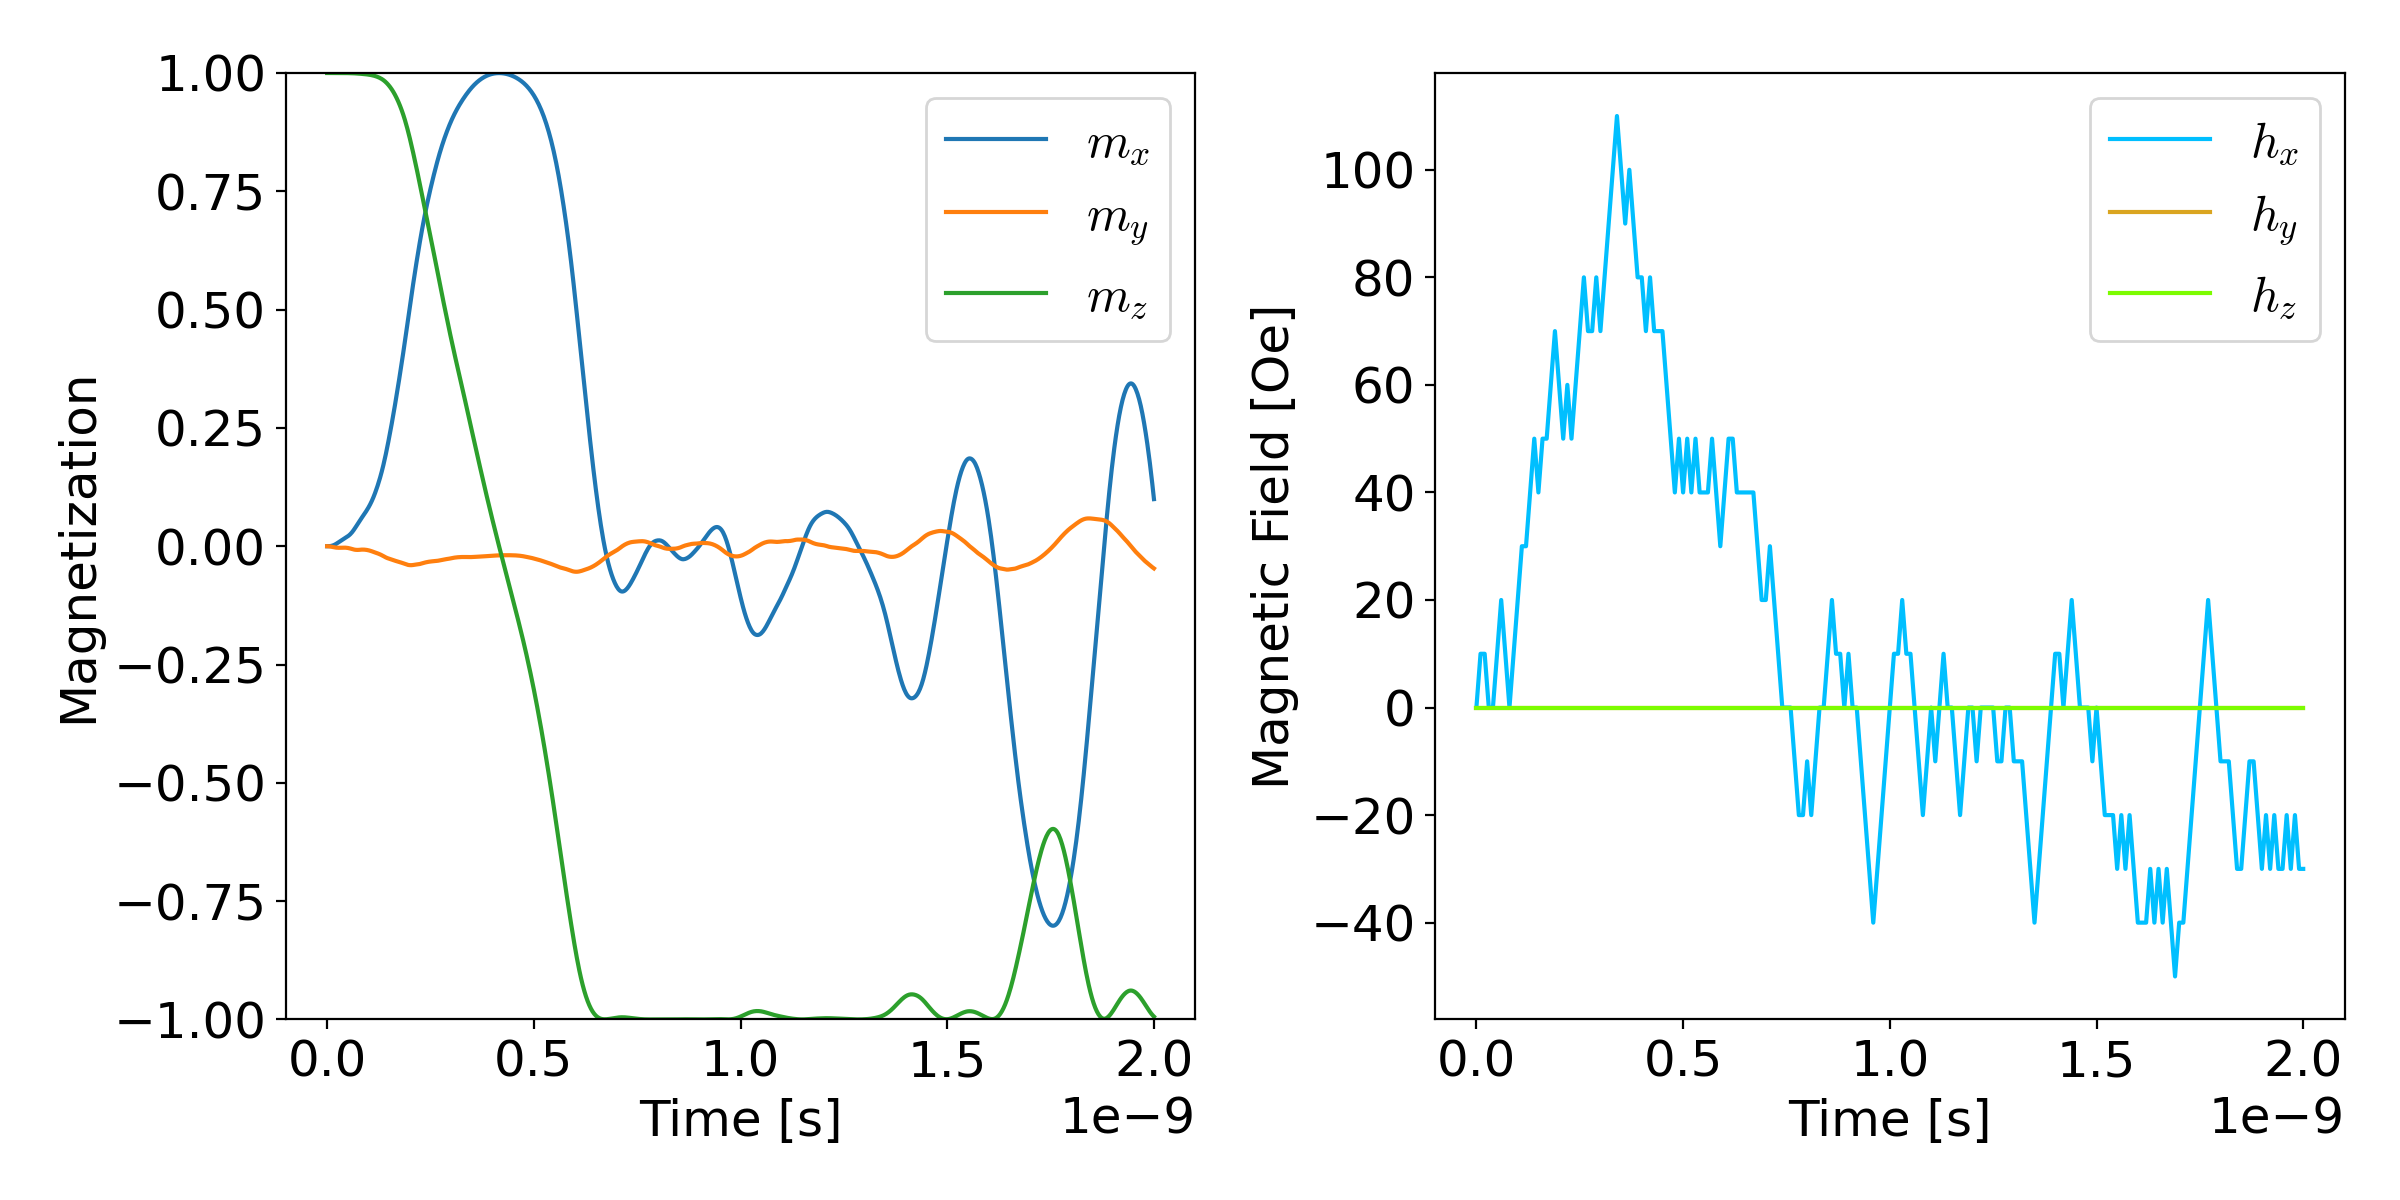 Magnetization
1.00
0.75
0.50
0.25
0.00
−0.25
−0.50
−0.75
−1.00
0.0 0.5 1.0 1.5 2.0
Time [s]
1e−9
m_x
m_y
m_z
Magnetic Field [Oe]
100
80
60
40
20
0
−20
−40
0.0 0.5 1.0 1.5 2.0
Time [s]
1e−9
h_x
h_y
h_z